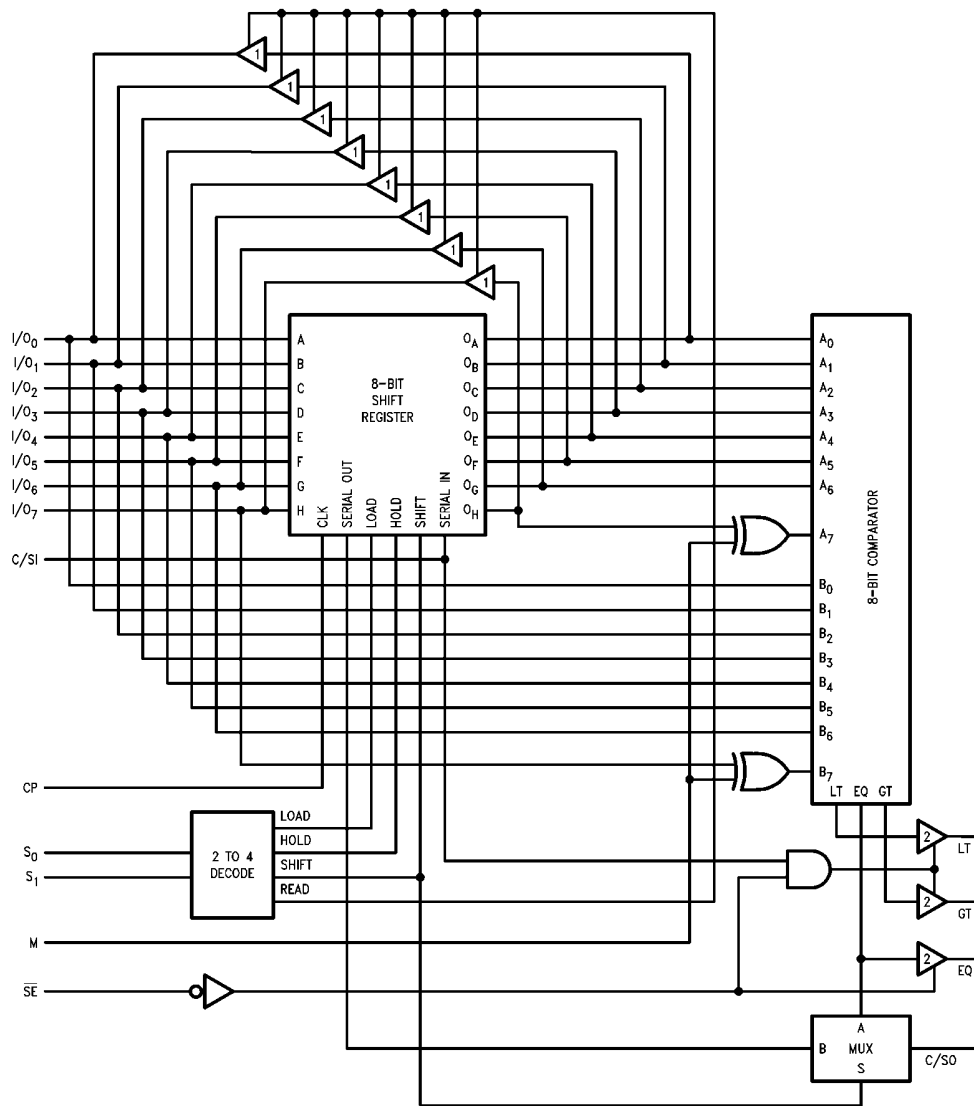 1
1
1
1
1
1
1
1
I/O0 A OA A0
I/O1 B OB A1
I/O2 C 8-BIT OC A2
I/O3 D SHIFT OD A3
I/O4 E REGISTER OE A4
I/O5 F OF A5
I/O6 G OG A6
I/O7 H CLK SERIAL OUT LOAD HOLD SHIFT SERIAL IN OH
A7
C/SI
8-BIT COMPARATOR
B0
B1
B2
B3
B4
B5
B6
B7
LT EQ GT
CP
LOAD
S0 2 TO 4 HOLD 2 LT
S1 DECODE SHIFT
READ 2 GT
M
2 EQ
SE
A
B MUX C/SO
S